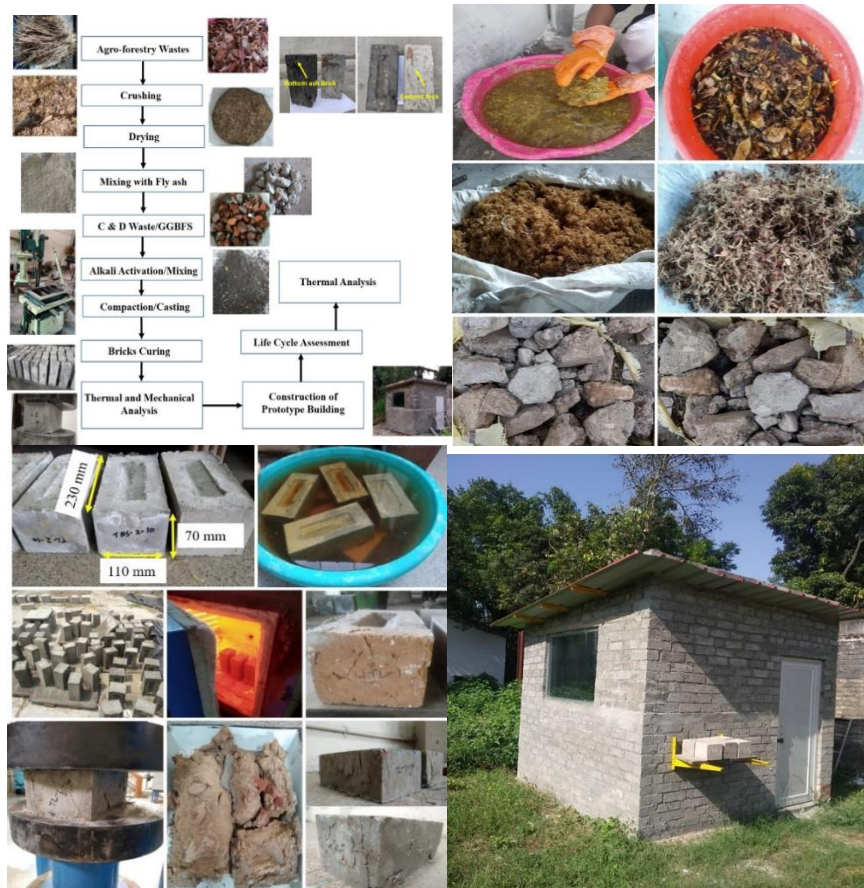 Agro-forestry Wastes
Crushing
Drying
Mixing with Fly ash
C & D Waste/GGBFS
Alkali Activation/Mixing
Compaction/Casting
Bricks Curing
Thermal and Mechanical
Analysis
Construction of
Prototype Building
Life Cycle Assessment
Thermal Analysis
Bottom ash Brick
Cement Brick
230 mm
70 mm
110 mm